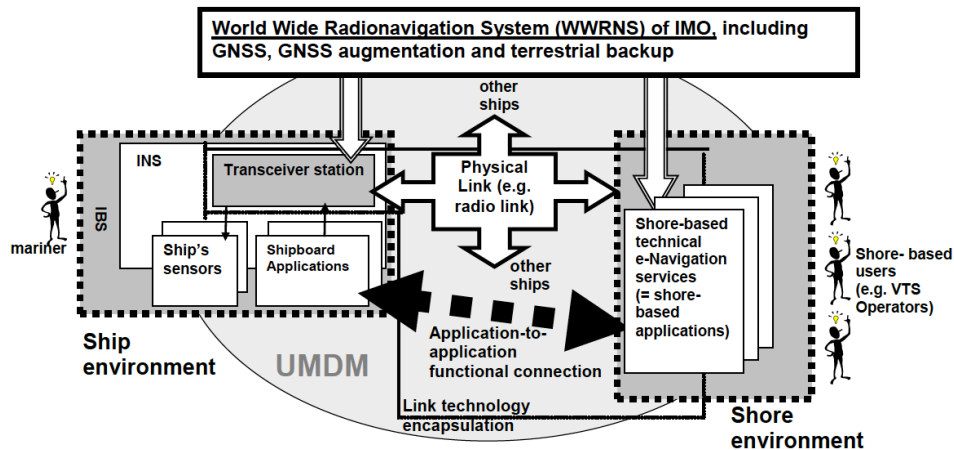 World Wide Radionavigation System (WWRNS) of IMO, including
GNSS, GNSS augmentation and terrestrial backup
other
ships
INS
Transceiver station
Physical
Link (e.g.
radio link)
IBS
mariner
Ship's
sensors
Shipboard
Applications
Shore-based
technical
e-Navigation
services
(= shore-
based
applications)
Shore- based
users
(e.g. VTS
Operators)
other
ships
Ship
environment
UMDM
Application-to-
application
functional connection
Link technology
encapsulation
Shore
environment